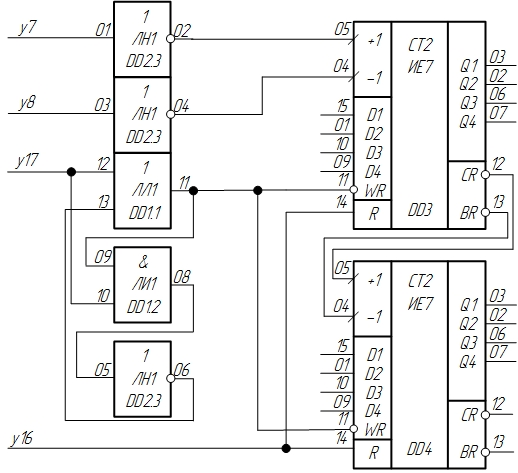 y7 01 1 ЛН1 DD2.3 02
y8 03 1 ЛН1 DD2.3 04
y17 12 13 1 ЛЛ1 DD1.1 11
09 10 & ЛИ1 DD1.2 08
05 1 ЛН1 DD2.3 06
y16
05 +1 СТ2 Q1 03
04 -1 ИЕ7 Q2 02
Q3 06
Q4 07
15 D1
01 D2
10 D3
09 D4 CR 12
11 WR BR 13
14 R DD3
05 +1 СТ2 Q1 03
04 -1 ИЕ7 Q2 02
Q3 06
Q4 07
15 D1
01 D2
10 D3
09 D4 CR 12
11 WR BR 13
14 R DD4